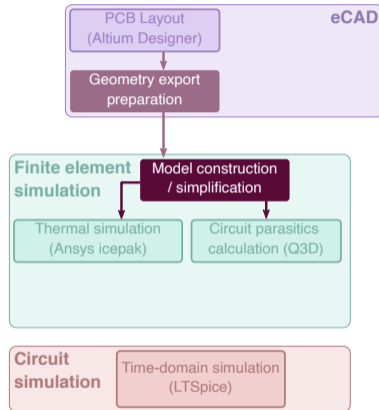 PCB Layout
(Altium Designer)
eCAD
Geometry export
preparation
Finite element
simulation
Model construction
/ simplification
Thermal simulation
(Ansys icepak)
Circuit parasitics
calculation (Q3D)
Circuit
simulation
Time-domain simulation
(LTSpice)